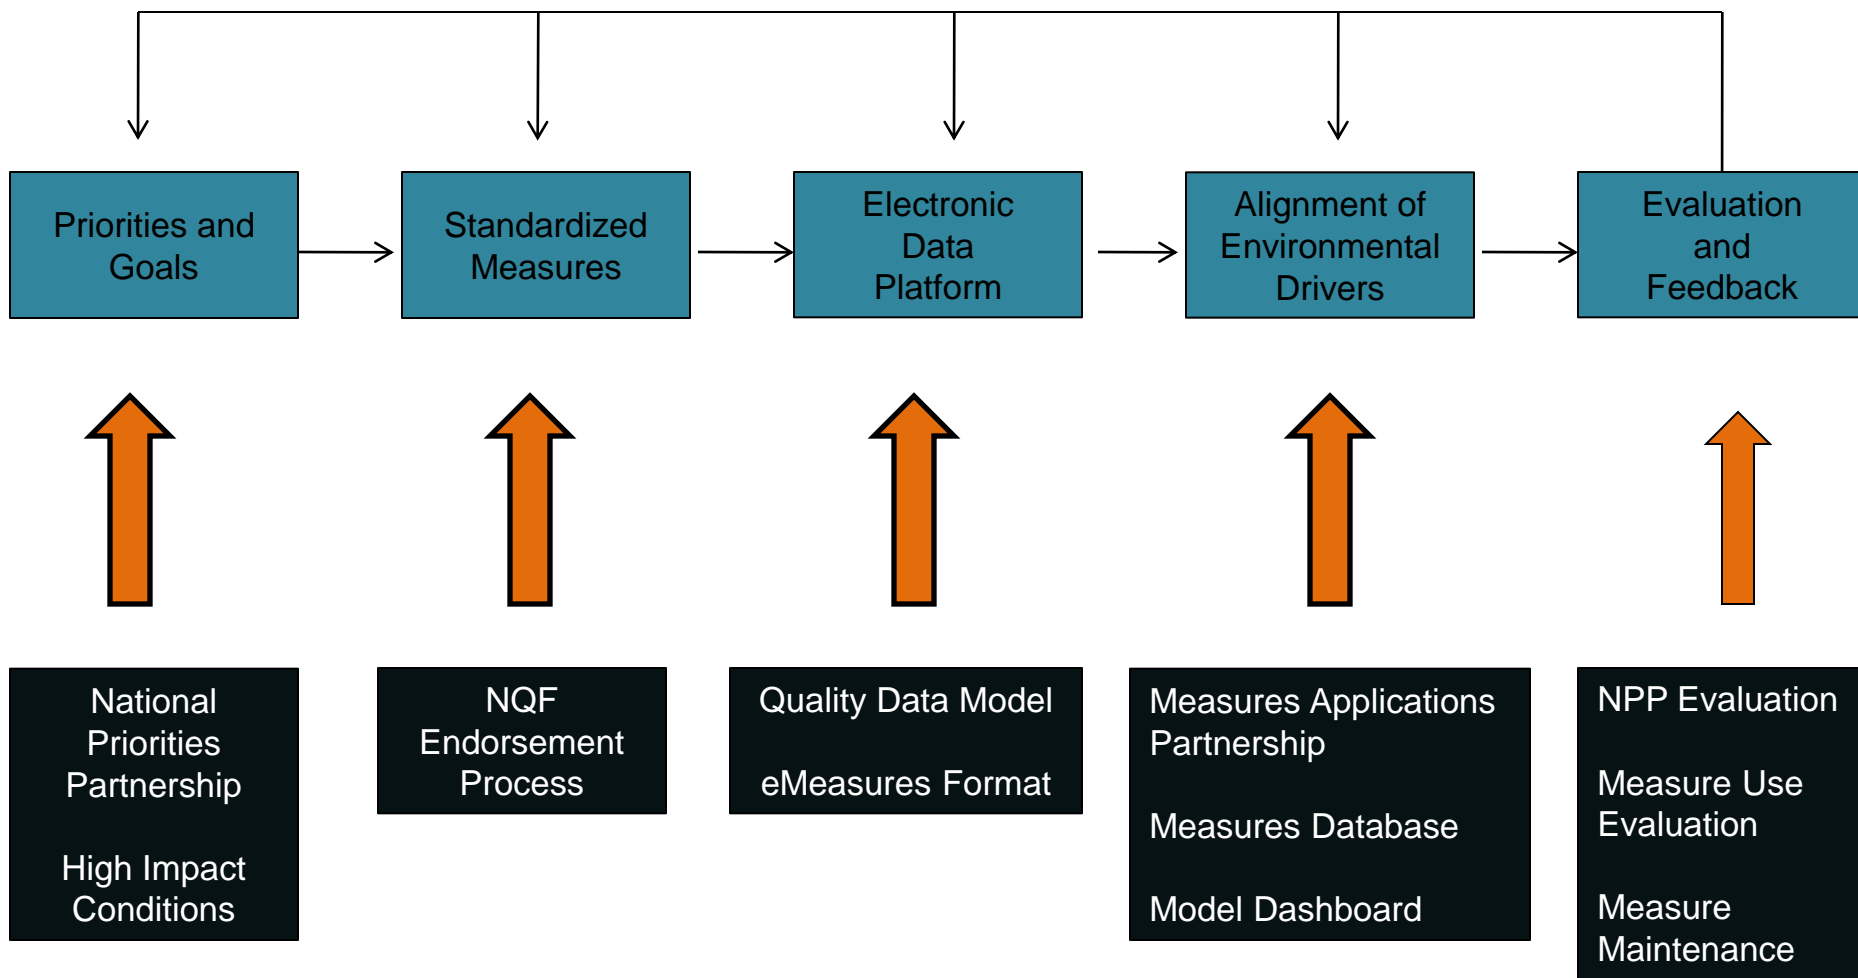 Priorities and
Goals
Standardized
Measures
Electronic
Data
Platform
Alignment of
Environmental
Drivers
Evaluation
and
Feedback
National
Priorities
Partnership
High Impact
Conditions
NQF
Endorsement
Process
Quality Data Model
eMeasures Format
Measures Applications
Partnership
Measures Database
Model Dashboard
NPP Evaluation
Measure Use
Evaluation
Measure
Maintenance